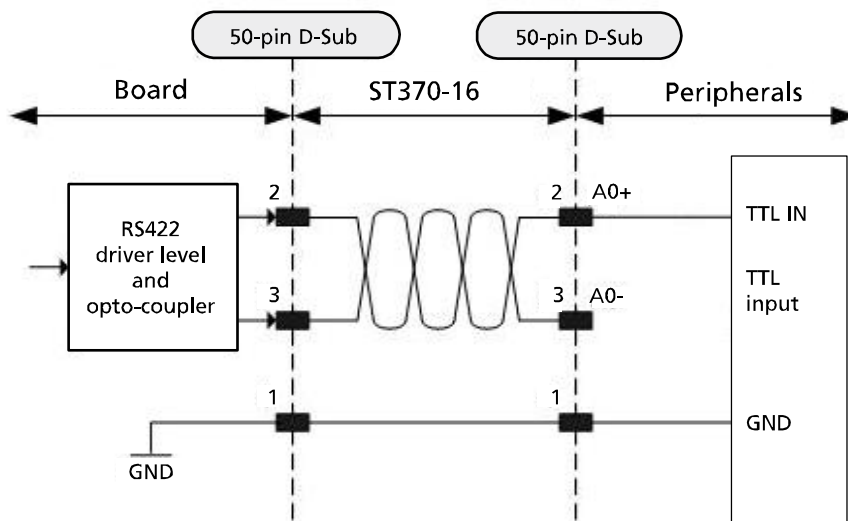 50-pin D-Sub
50-pin D-Sub
Board
ST370-16
Peripherals
2
2
A0+
TTL IN
RS422
driver level
and
opto-coupler
TTL
input
3
3
A0-
1
1
GND
GND